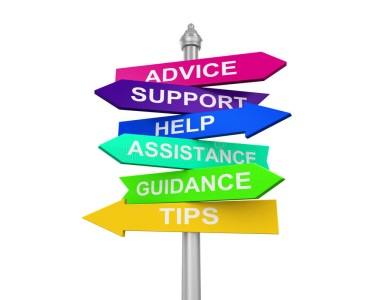 ADVICE
SUPPORT
HELP
ASSISTANCE
GUIDANCE
TIPS